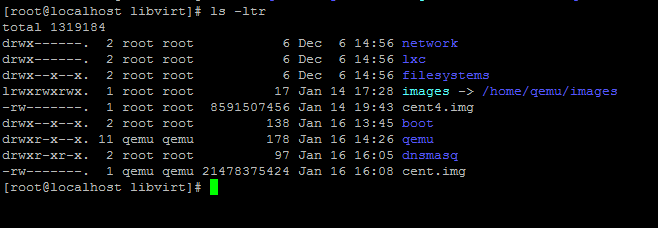 [root@localhost libvirt]# ls -ltr
total 1319184
drwx------. 2 root root 6 Dec 6 14:56 network
drwx------. 2 root root 6 Dec 6 14:56 lxc
drwx--x--x. 2 root root 6 Dec 6 14:56 filesystems
lrwxrwxrwx. 1 root root 17 Jan 14 17:28 images -> /home/qemu/images
-rw-------. 1 root root 8591507456 Jan 14 19:43 cent4.img
drwx--x--x. 2 root root 138 Jan 16 13:45 boot
drwxr-x--x. 11 qemu qemu 178 Jan 16 14:26 qemu
drwxr-xr-x. 2 root root 97 Jan 16 16:05 dnsmasq
-rw-------. 1 qemu qemu 21478375424 Jan 16 16:08 cent.img
[root@localhost libvirt]#